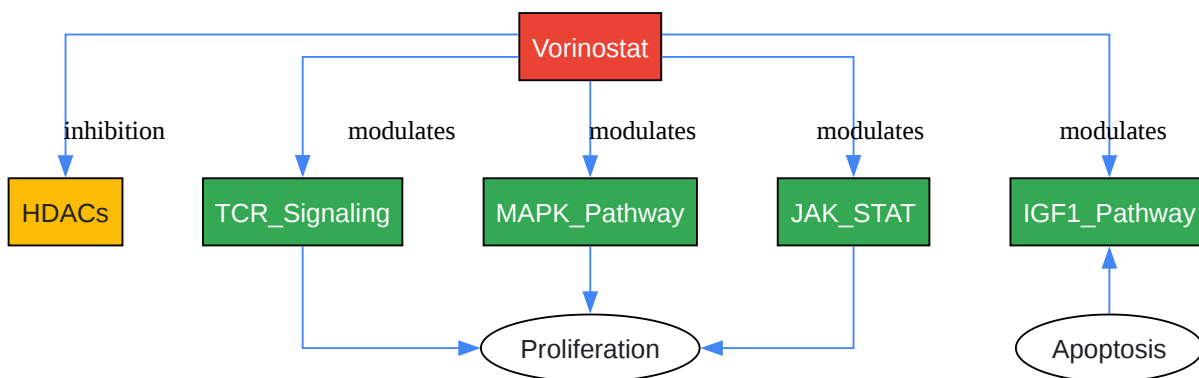 Vorinostat
inhibition
modulates
modulates
modulates
modulates
HDACs
TCR_Signaling
MAPK_Pathway
JAK_STAT
IGF1_Pathway
Proliferation
Apoptosis